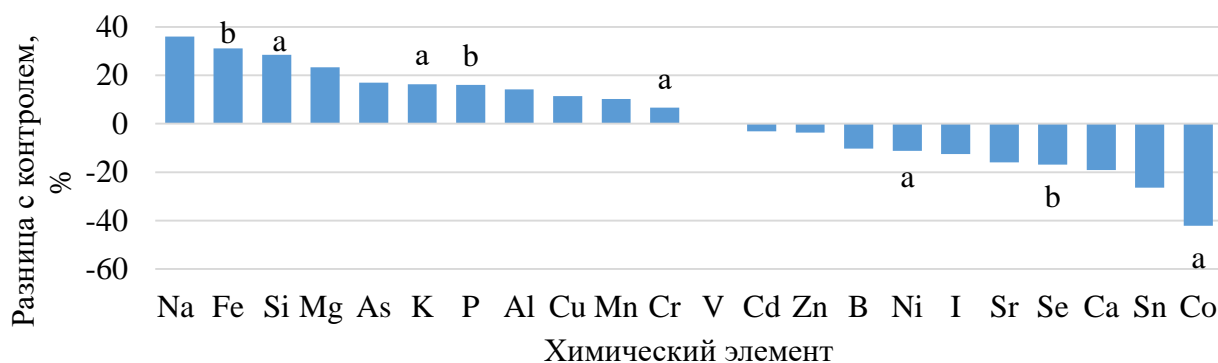 Разница с контролем, %
40
20
0
-20
-40
-60
b
a
a
b
a
a
b
a
Na Fe Si Mg As K P Al Cu Mn Cr V Cd Zn B Ni I Sr Se Ca Sn Co
Химический элемент